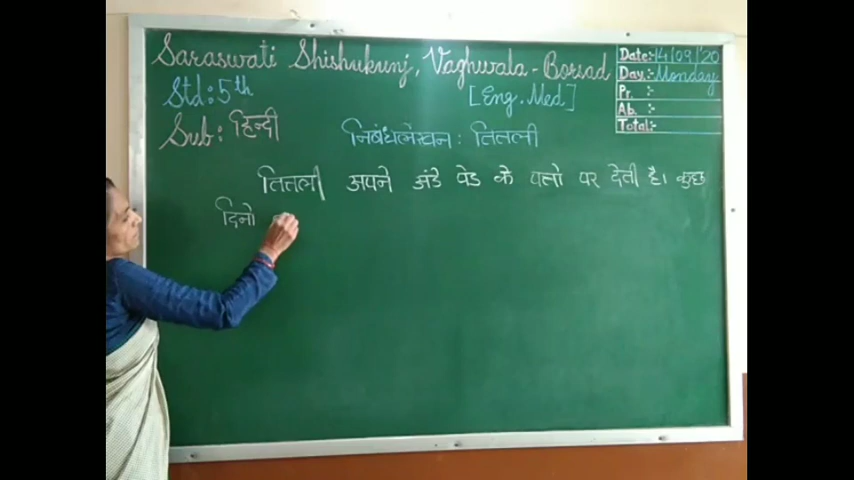 Saraswati Shishukunj, Vaghwala - Borsad
[Eng. Med]
Std: 5th
Sub: हिन्दी
Date:- 14/09/'20
Day:- Monday
Pr. :-
Ab. :-
Total:-
निबंधलेखन : तितली
तितली अपने अंडे पेड के पत्तो पर देती है। कुछ
दिनो